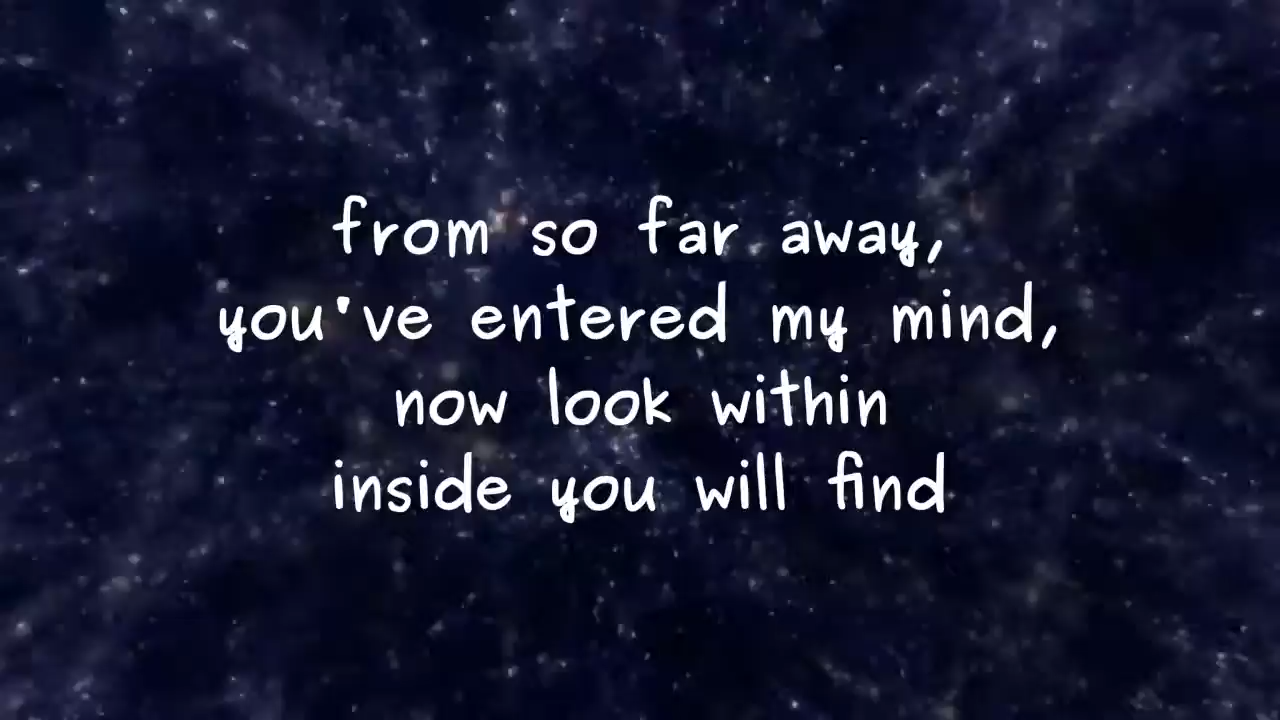 from so far away,
you've entered my mind,
now look within
inside you will find